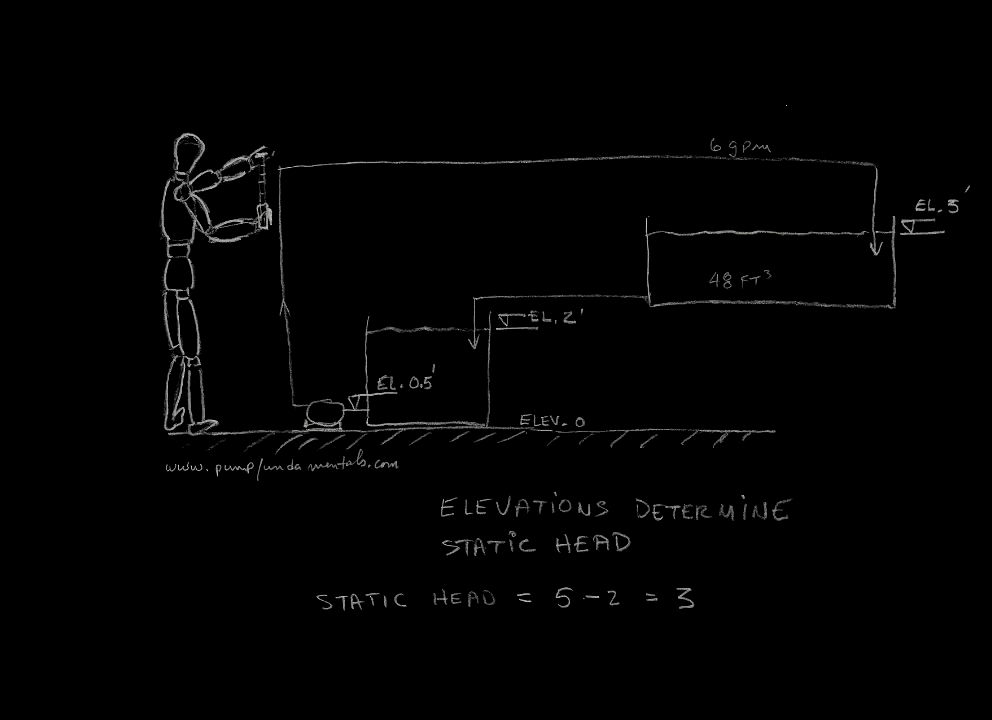 6 gpm
EL. 5'
48 FT³
EL. 2'
EL. 0.5'
ELEV. 0
www.pumpfundamentals.com
ELEVATIONS DETERMINE
STATIC HEAD
STATIC HEAD = 5 - 2 = 3